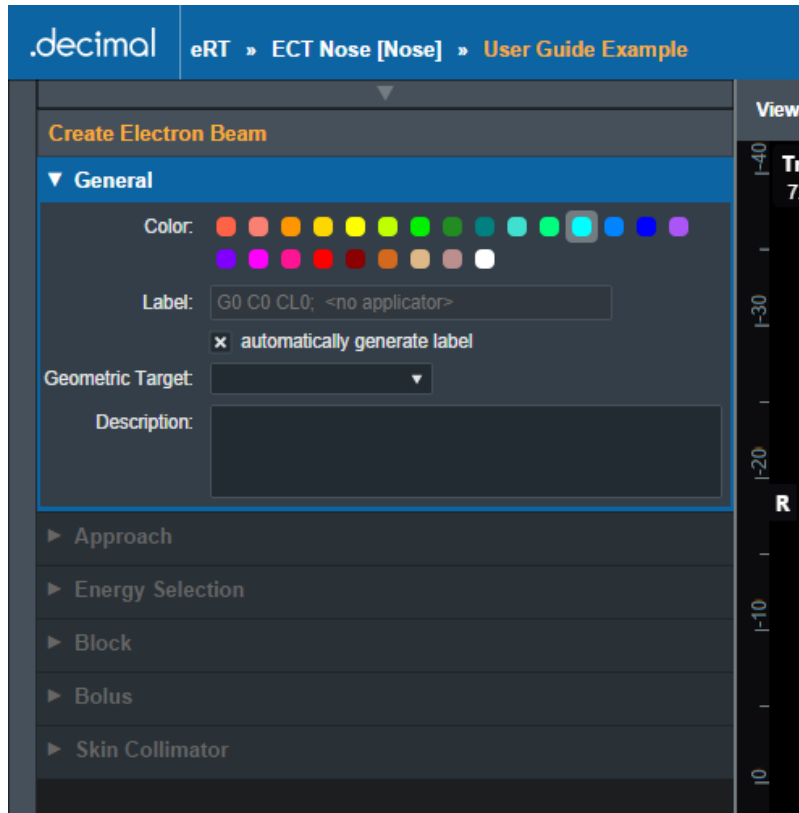 .decimal eRT » ECT Nose [Nose] » User Guide Example
Create Electron Beam
▼ General
Color:
Label: G0 C0 CL0; <no applicator>
x automatically generate label
Geometric Target:
Description:
► Approach
► Energy Selection
► Block
► Bolus
► Skin Collimator
View
Tr
7
|-40
|-30
|-20
R
|-10
|0